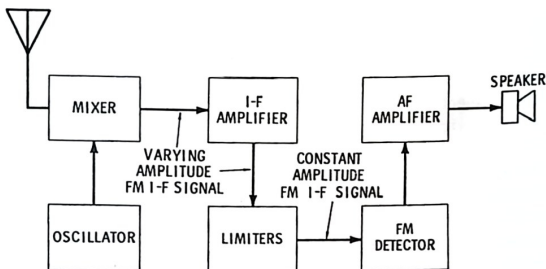 SPEAKER
MIXER
I-F
AMPLIFIER
AF
AMPLIFIER
VARYING
AMPLITUDE
FM I-F SIGNAL
CONSTANT
AMPLITUDE
FM I-F SIGNAL
OSCILLATOR
LIMITERS
FM
DETECTOR